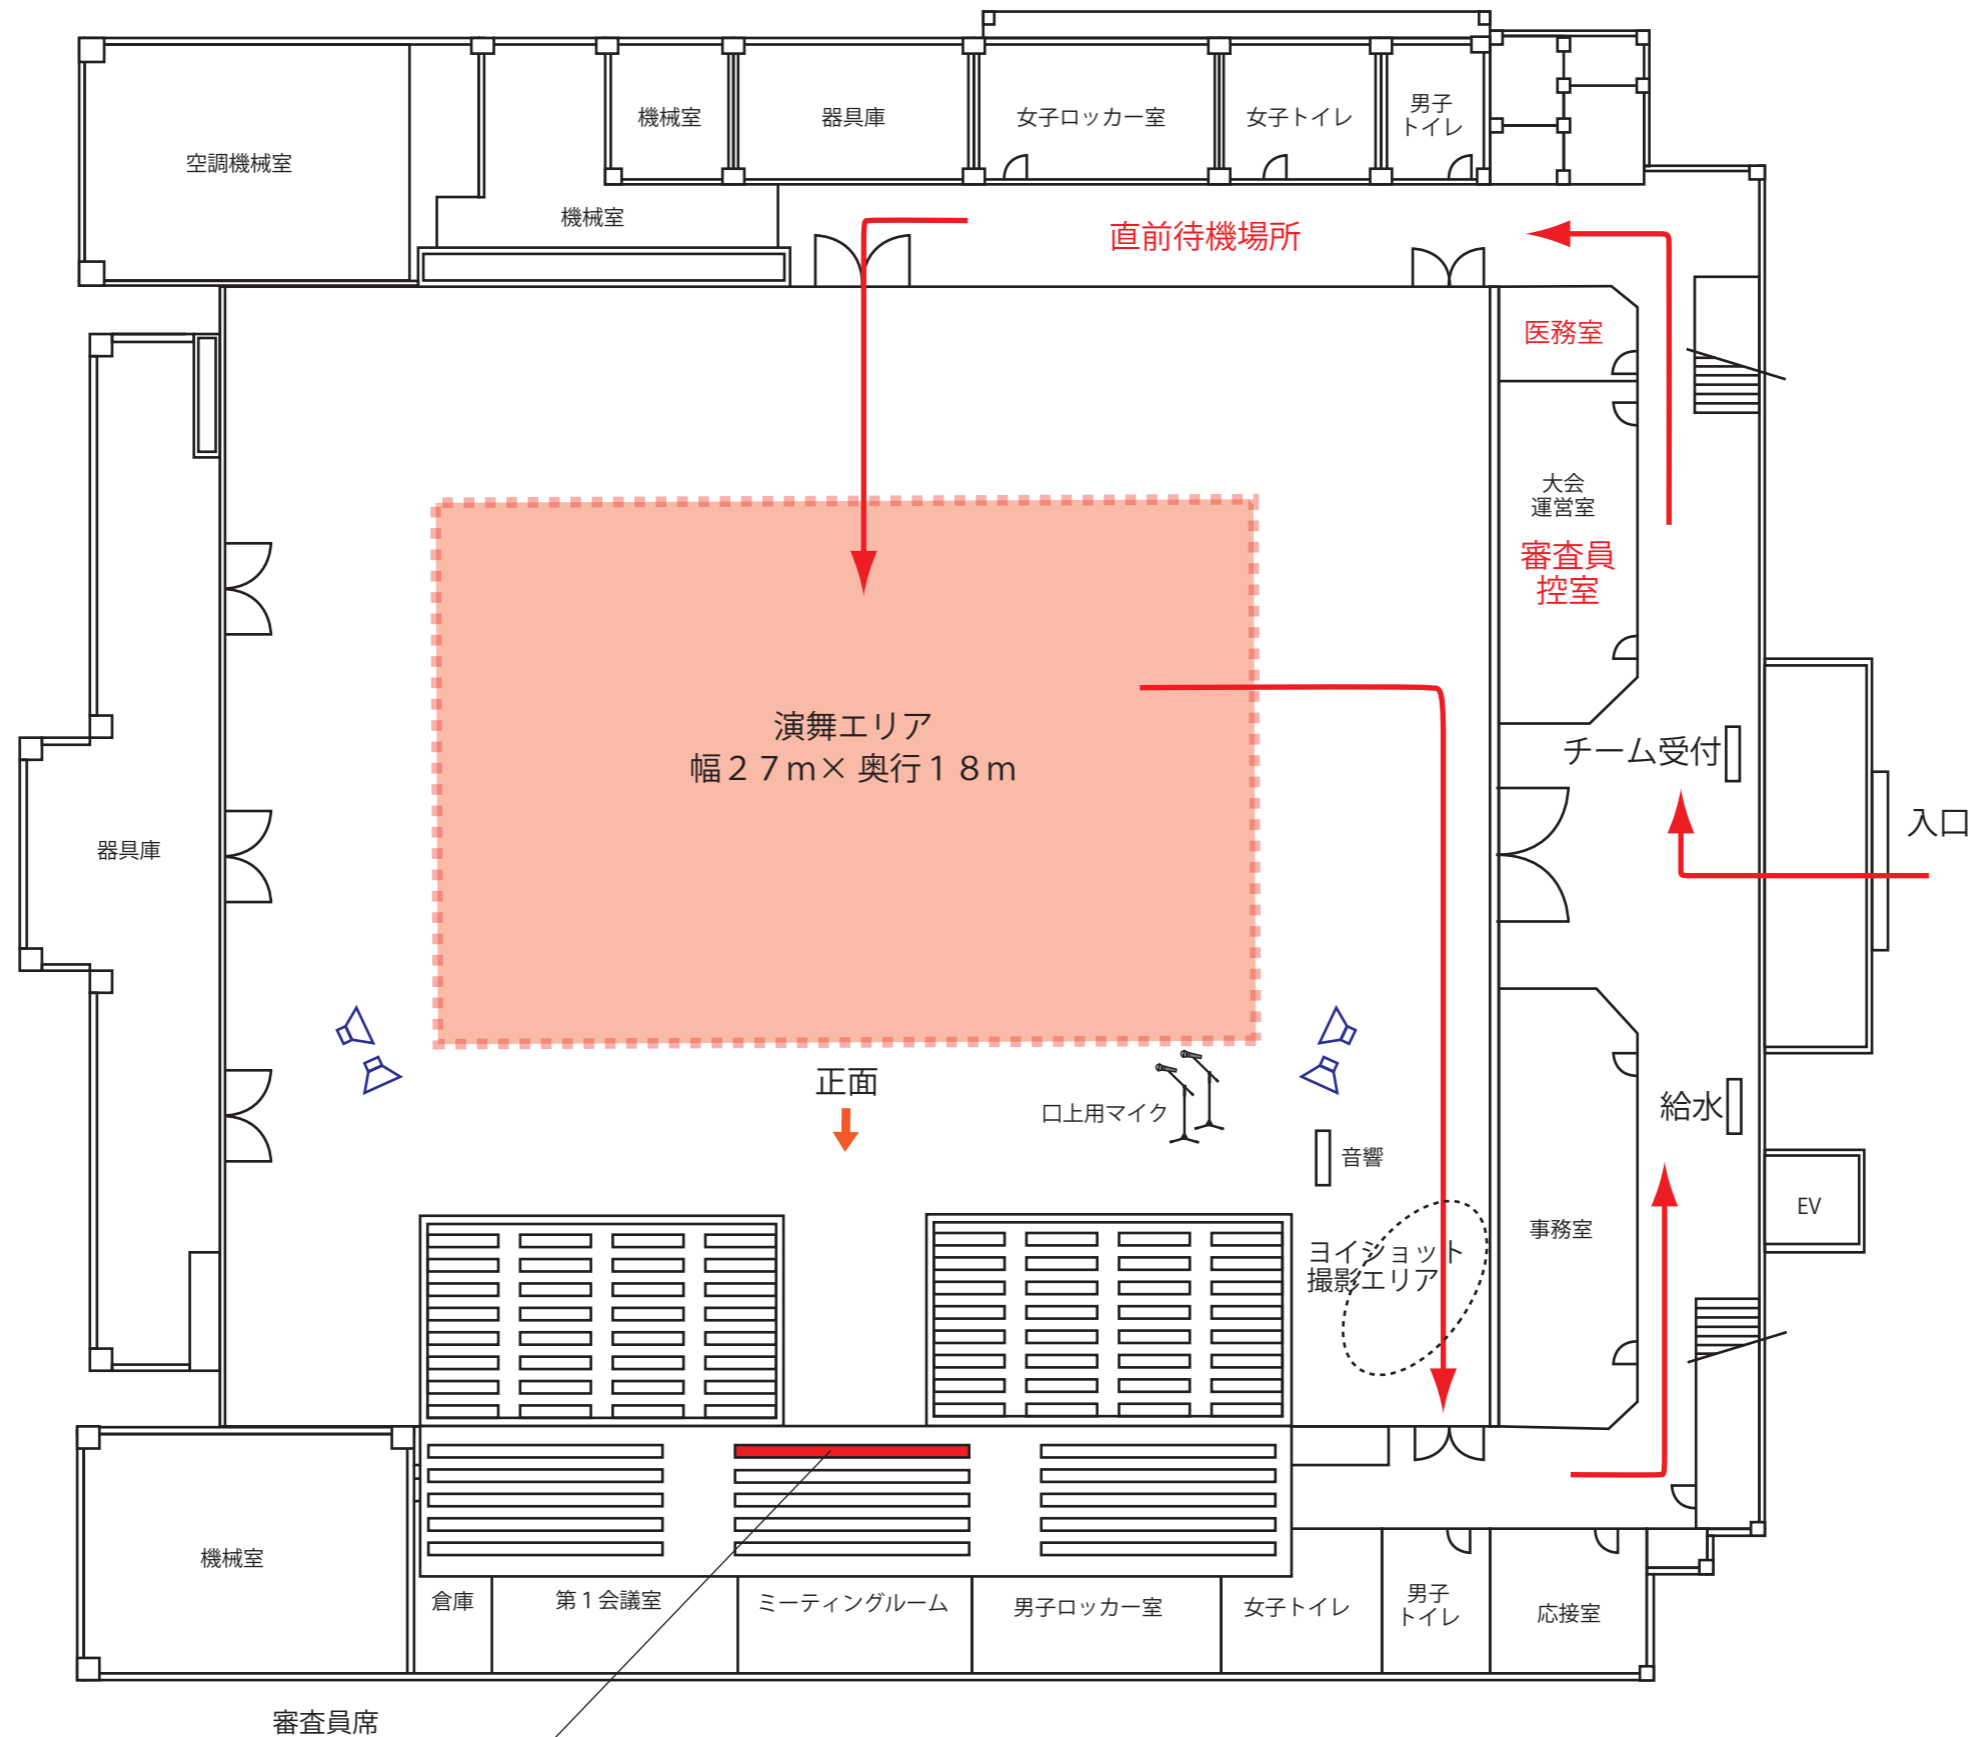 機械室
器具庫
女子ロッカー室
女子トイレ
男子
トイレ
空調機械室
機械室
直前待機場所
医務室
大会
運営室
審査員
控室
演舞エリア
幅２７ｍ× 奥行１８ｍ
チーム受付
入口
器具庫
正面
口上用マイク
音響
給水
EV
事務室
ヨイショット
撮影エリア
機械室
倉庫
第１会議室
ミーティングルーム
男子ロッカー室
女子トイレ
男子
トイレ
応接室
審査員席